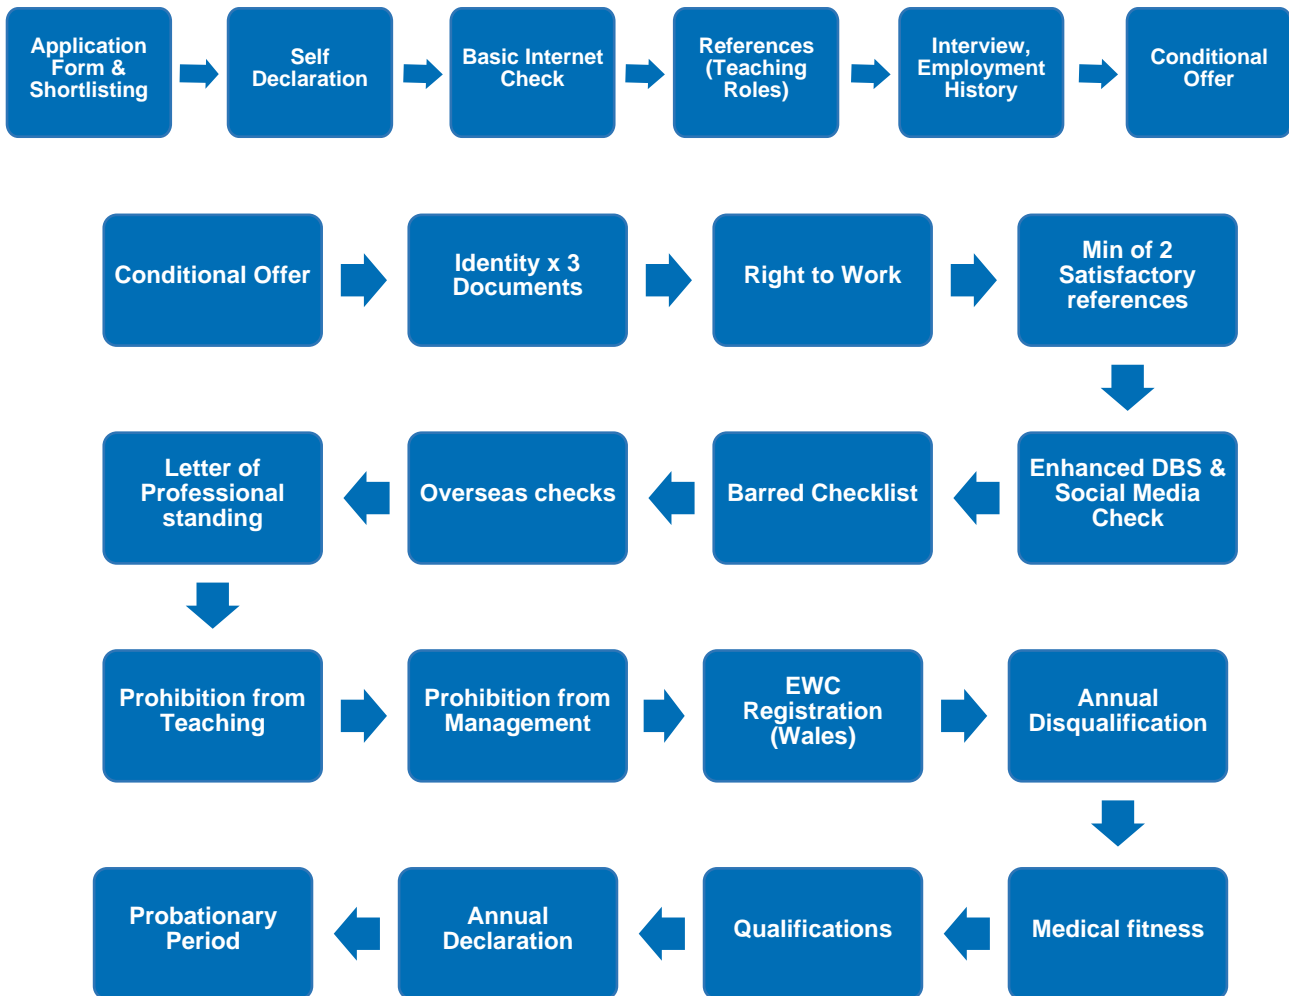 Application
Form &
Shortlisting
Self
Declaration
Basic Internet
Check
References
(Teaching
Roles)
Interview,
Employment
History
Conditional
Offer
Conditional Offer
Identity x 3
Documents
Right to Work
Min of 2
Satisfactory
references
Enhanced DBS &
Social Media
Check
Barred Checklist
Overseas checks
Letter of
Professional
standing
Prohibition from
Teaching
Prohibition from
Management
EWC
Registration
(Wales)
Annual
Disqualification
Medical fitness
Qualifications
Annual
Declaration
Probationary
Period